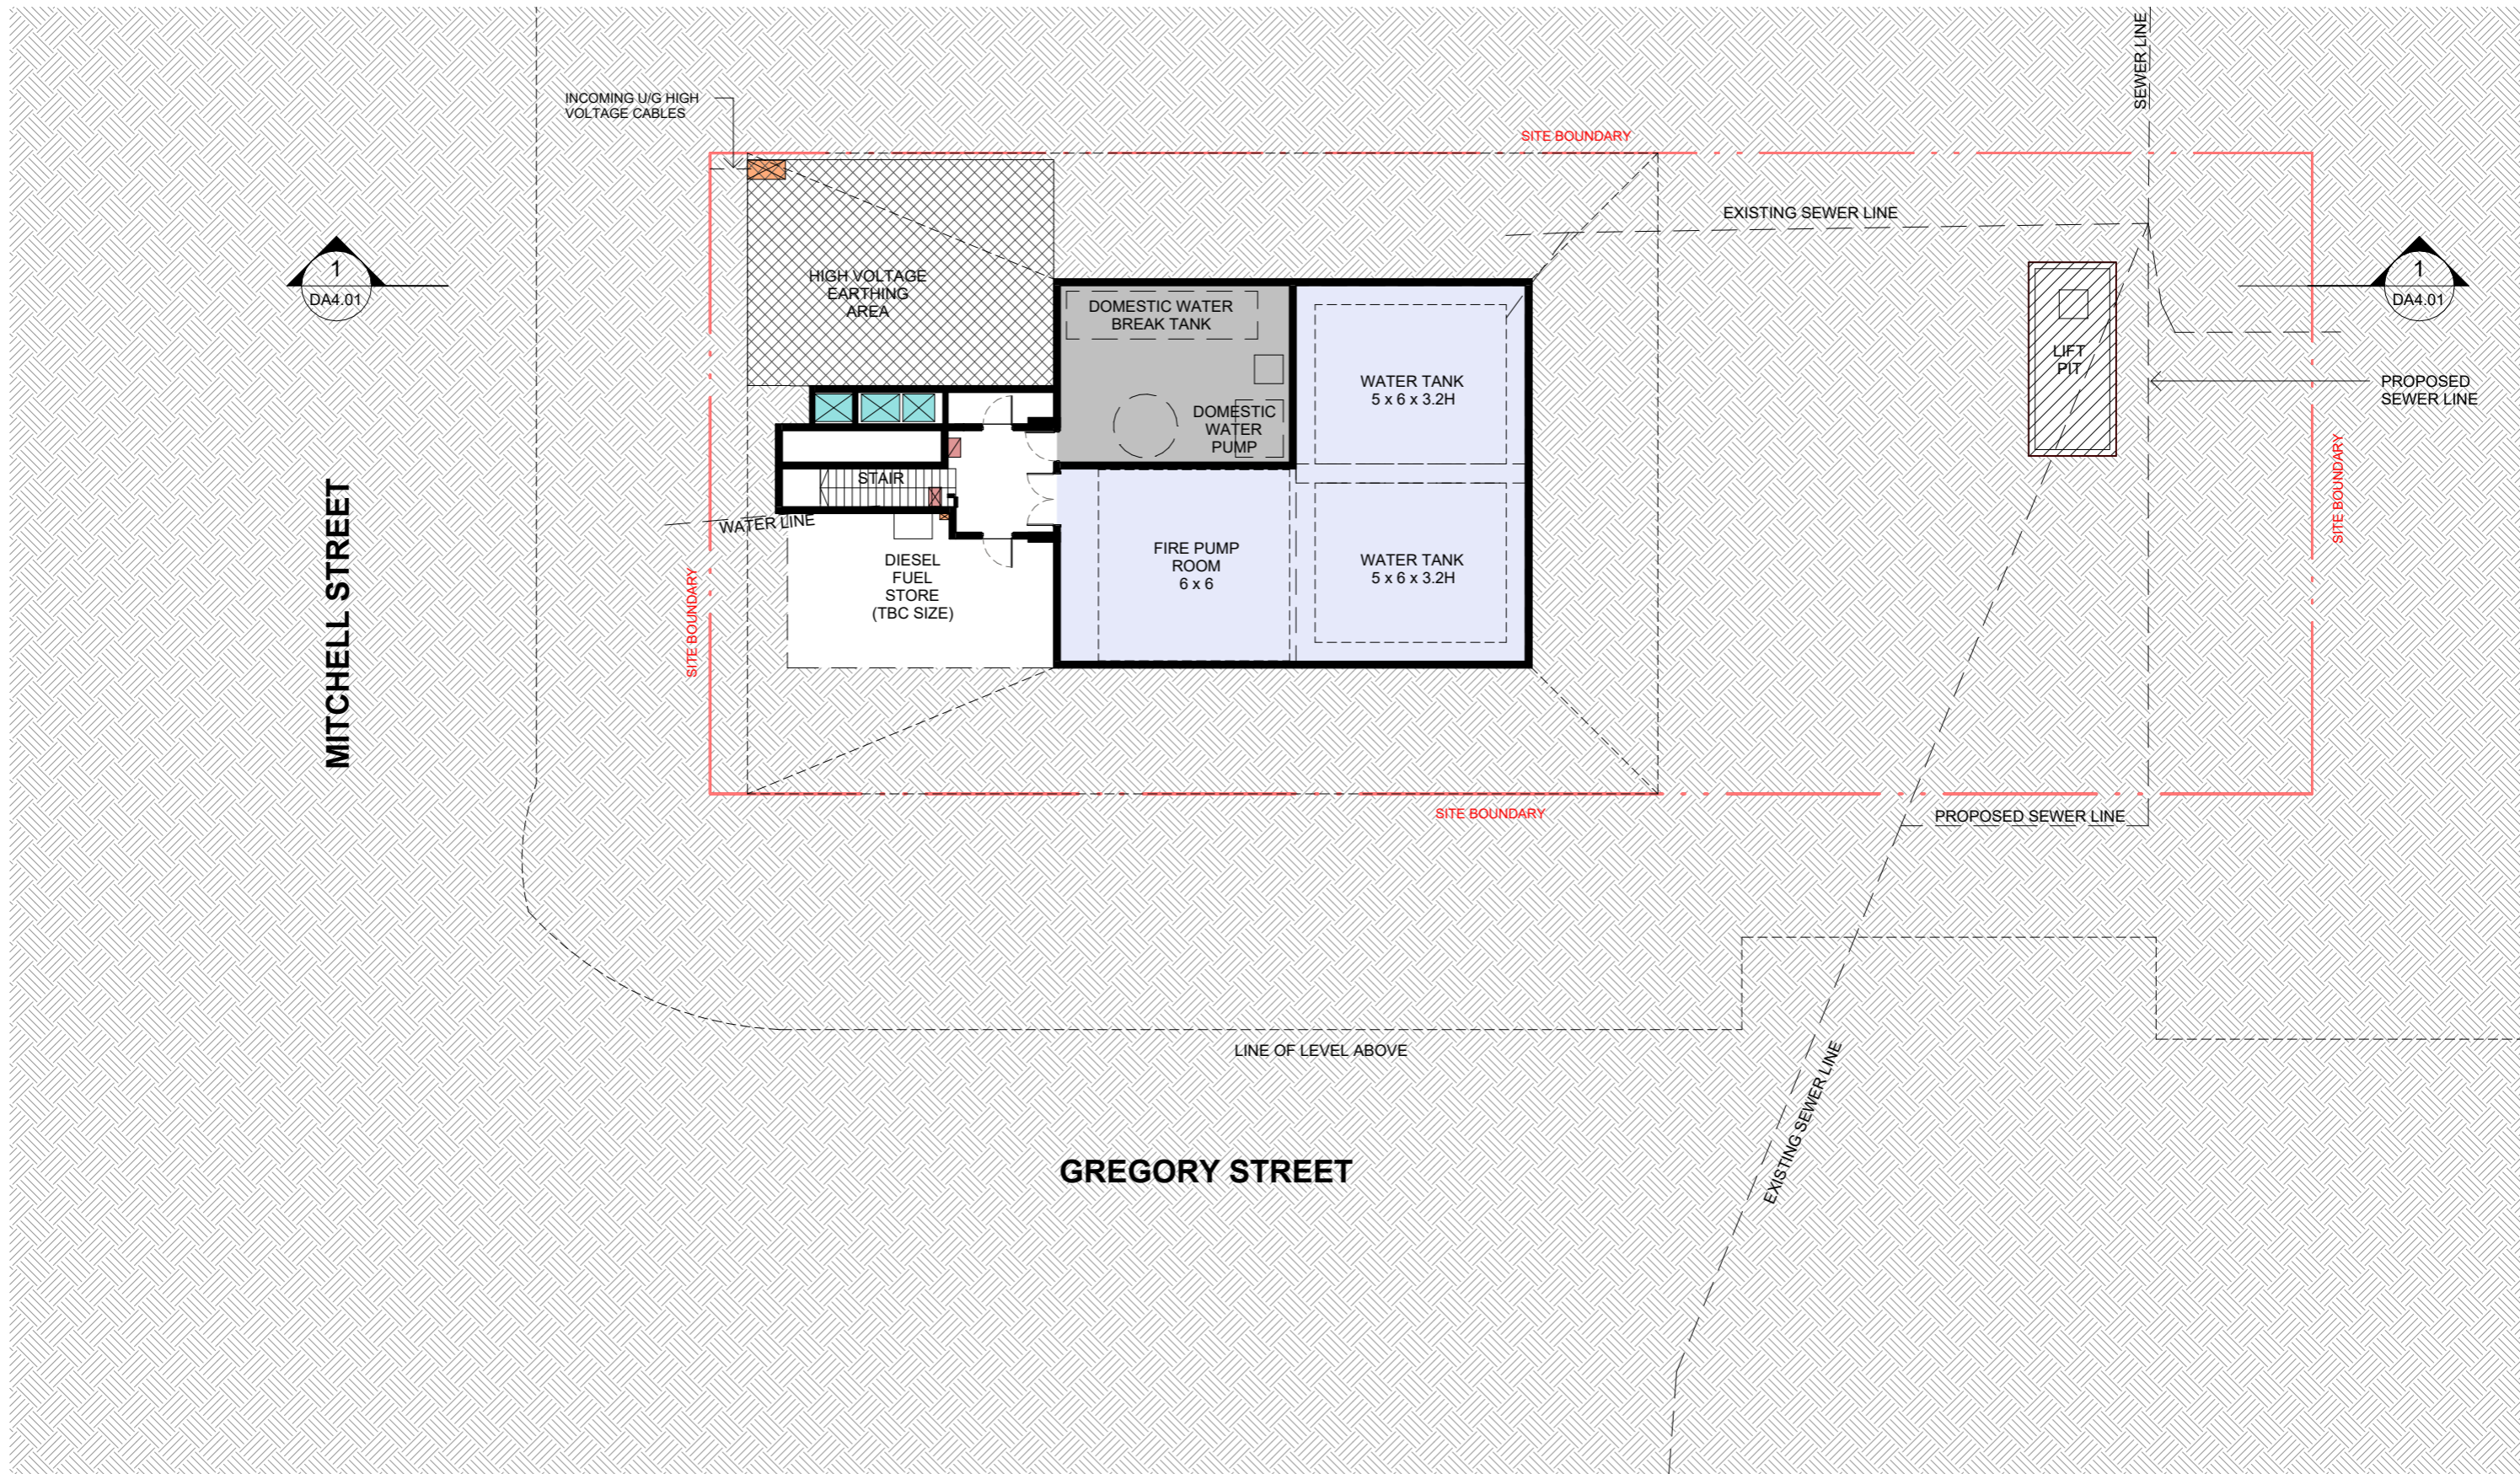 SEWER LINE
INCOMING U/G HIGH
VOLTAGE CABLES
SITE BOUNDARY
EXISTING SEWER LINE
1
DA4.01
HIGH VOLTAGE
EARTHING
AREA
DOMESTIC WATER
BREAK TANK
1
DA4.01
LIFT
PIT
WATER TANK
5 x 6 x 3.2H
PROPOSED
SEWER LINE
DOMESTIC
WATER
PUMP
STAIR
SITE BOUNDARY
MITCHELL STREET
WATER LINE
DIESEL
FUEL
STORE
(TBC SIZE)
FIRE PUMP
ROOM
6 x 6
WATER TANK
5 x 6 x 3.2H
SITE BOUNDARY
SITE BOUNDARY
PROPOSED SEWER LINE
LINE OF LEVEL ABOVE
EXISTING SEWER LINE
GREGORY STREET